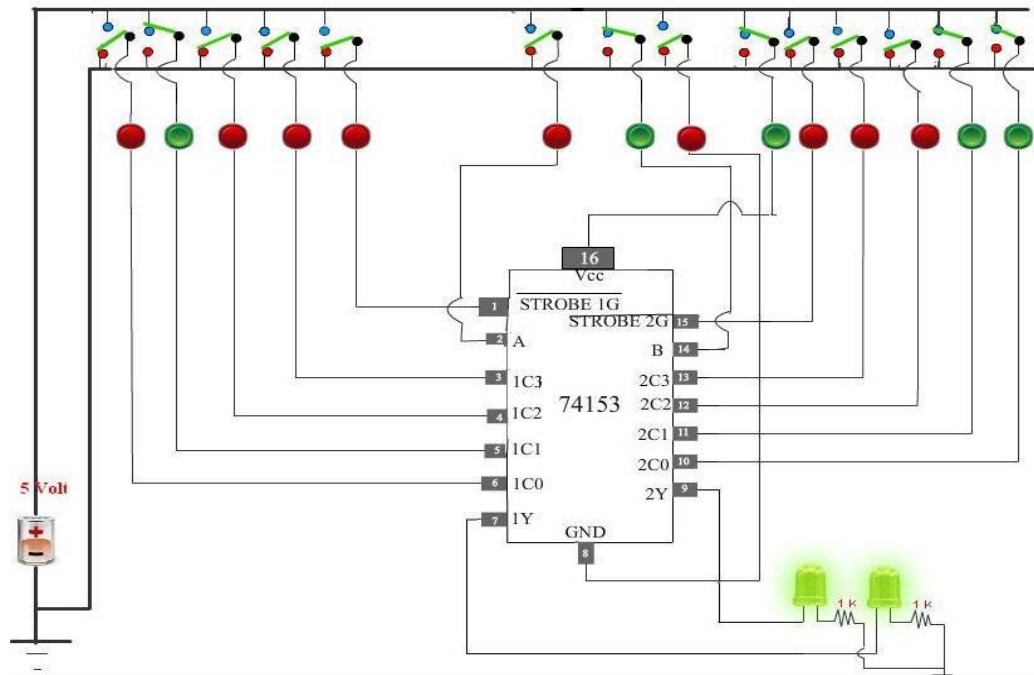 16
Vcc
1 STROBE 1G
STROBE 2G 15
2 A
B 14
3 1C3
2C3 13
74153
4 1C2
2C2 12
5 1C1
2C1 11
6 1C0
2C0 10
7 1Y
2Y 9
GND
8
5 Volt
+
-
1 k
1 k